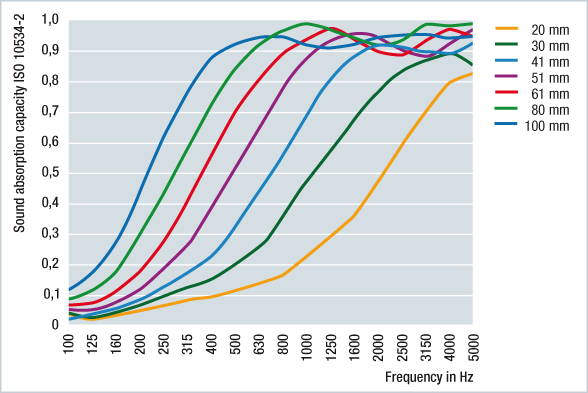 Sound absorption capacity ISO 10534-2
1,0
0,9
0,8
0,7
0,6
0,5
0,4
0,3
0,2
0,1
0
100 125 160 200 250 315 400 500 630 800 1000 1250 1600 2000 2500 3150 4000 5000
Frequency in Hz
20 mm
30 mm
41 mm
51 mm
61 mm
80 mm
100 mm